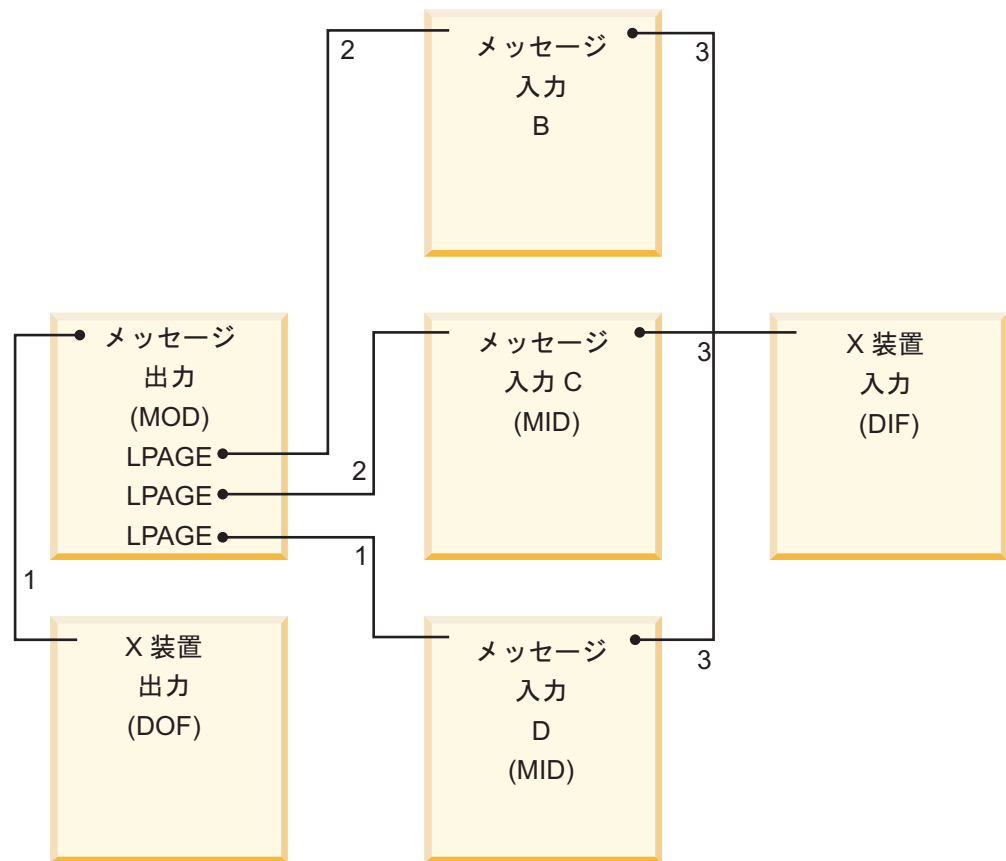 2
メッセージ
入力
B
3
メッセージ
出力
(MOD)
LPAGE
LPAGE
LPAGE
2
メッセージ
入力 C
(MID)
3
X 装置
入力
(DIF)
1
1
X 装置
出力
(DOF)
メッセージ
入力
D
(MID)
3